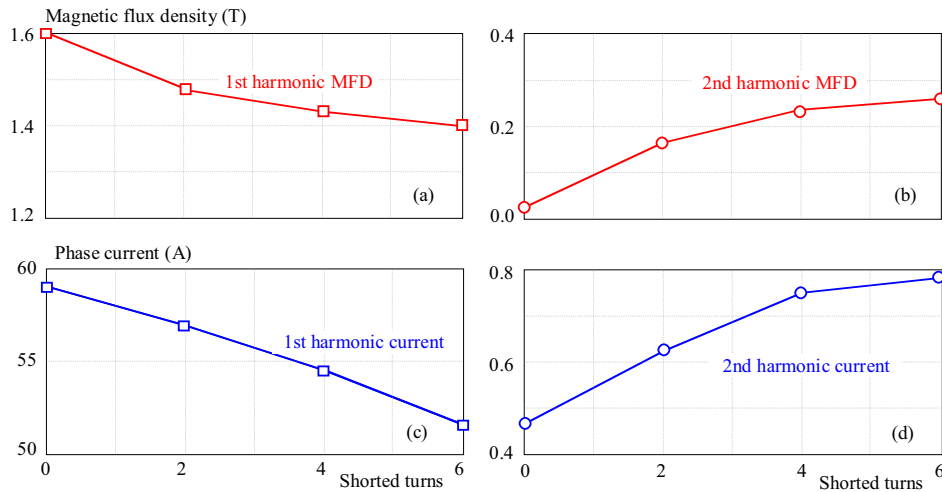 Magnetic flux density (T)
1.6
1.4
1.2
1st harmonic MFD
(a)
0.4
0.2
0.0
2nd harmonic MFD
(b)
Phase current (A)
60
55
50
1st harmonic current
(c)
0 2 4 6
Shorted turns
0.8
0.6
0.4
2nd harmonic current
(d)
0 2 4 6
Shorted turns